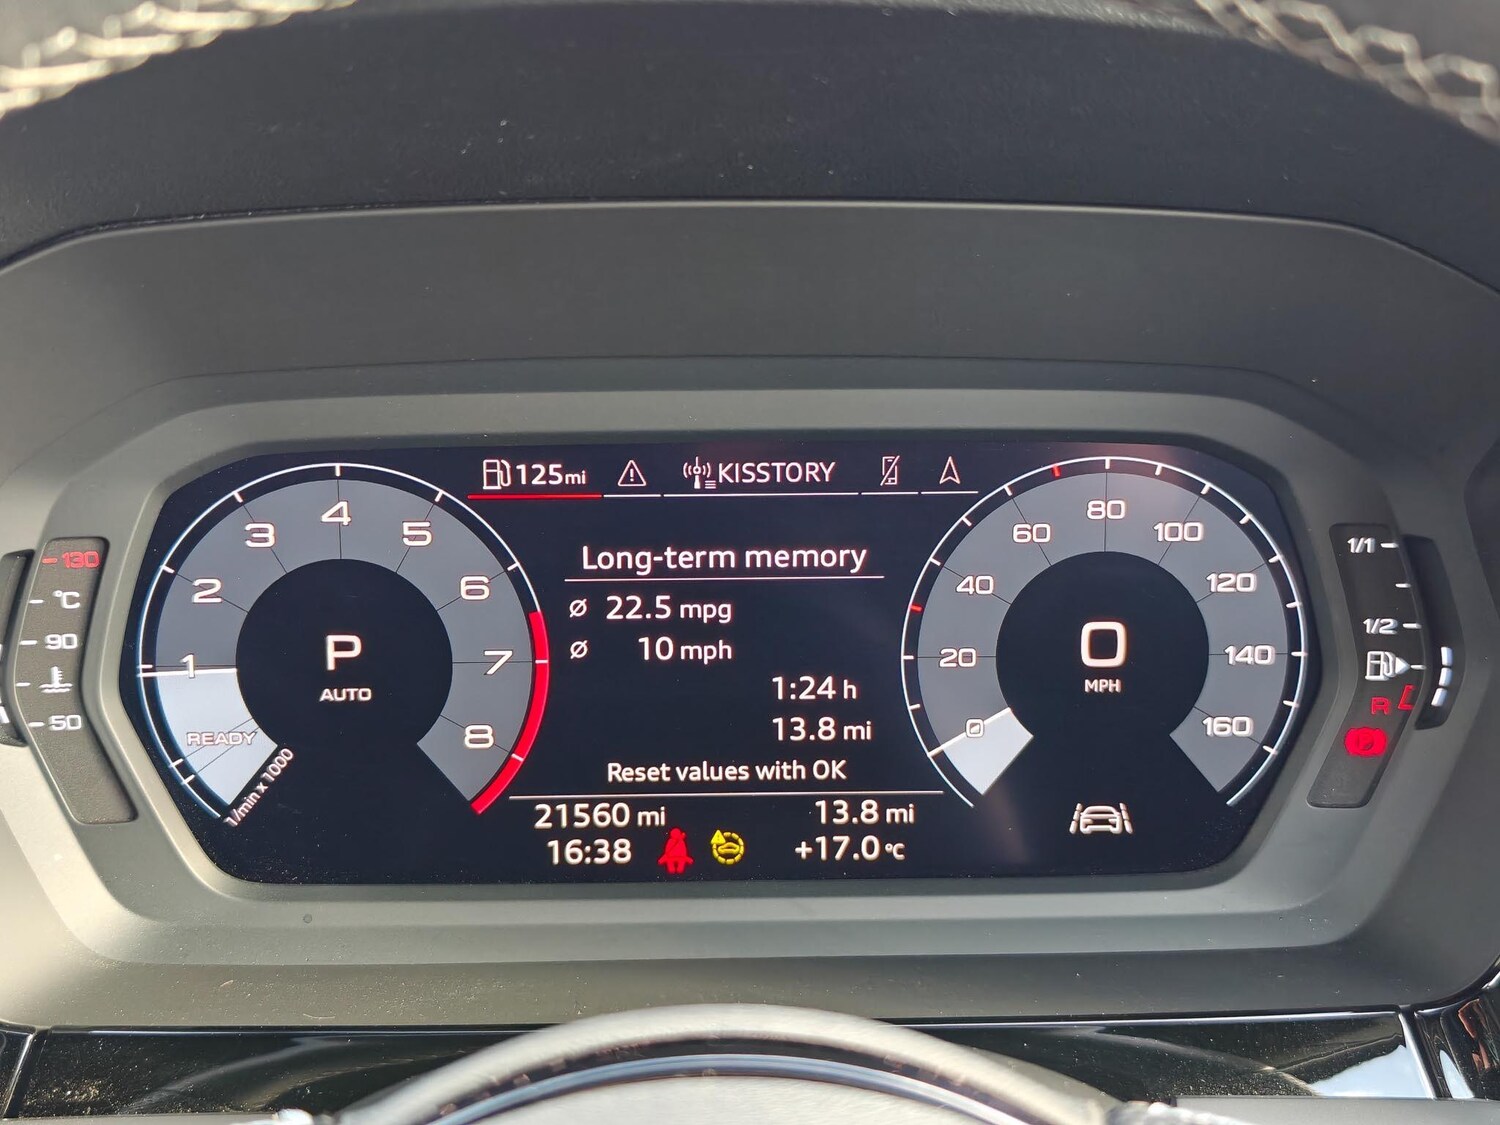 125 mi
KISSTORY
Long-term memory
ø 22.5 mpg
ø 10 mph
1:24 h
13.8 mi
Reset values with OK
21560 mi
13.8 mi
16:38
+17.0 °C
1
2
3
4
5
6
7
8
READY
1/min x 1000
P
AUTO
0
20
40
60
80
100
120
140
160
0
MPH
130
°C
90
50
1/1
1/2
R